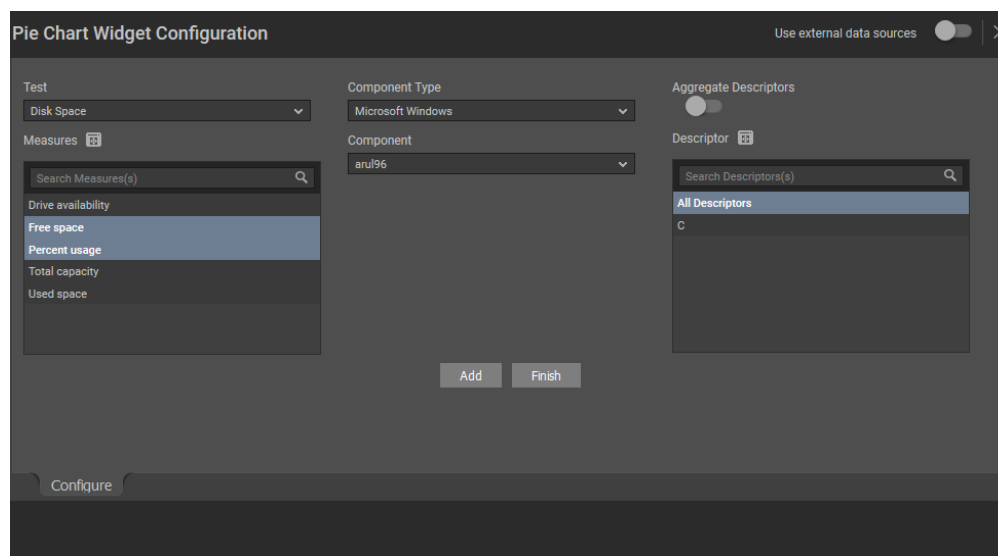 Pie Chart Widget Configuration
Use external data sources
Test
Component Type
Aggregate Descriptors
Disk Space
Microsoft Windows
Measures
Component
Descriptor
arul96
Search Measures(s)
Search Descriptors(s)
Drive availability
All Descriptors
Free space
C
Percent usage
Total capacity
Used space
Add
Finish
Configure